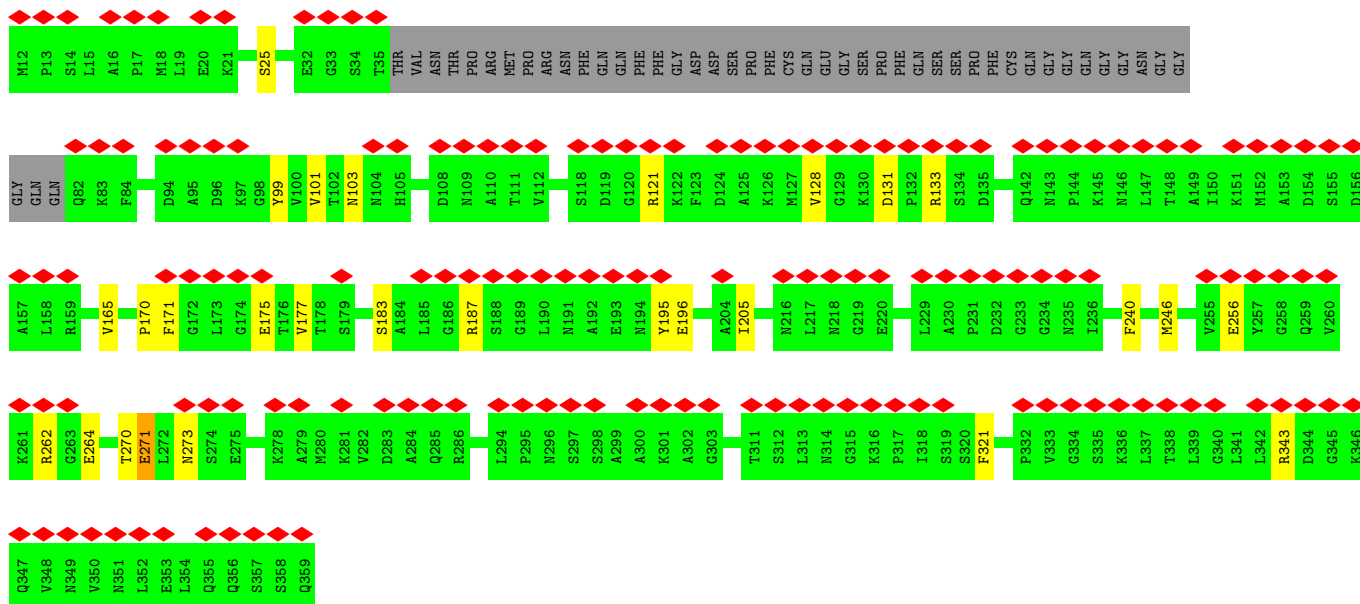 M12 P13 S14 L15 A16 P17 M18 L19 E20 K21 S25 E32 G33 S34 T35 THR VAL ASN THR PRO ARG MET PRO ARG ASN PHE GLN GLN PHE PHE GLY ASP ASP SER PRO PHE CYS GLN GLU GLY SER PRO PHE GLN SER SER PRO PHE CYS GLN GLY GLY GLN GLY GLY ASN GLY GLY
GLY GLN GLN Q82 K83 F84 D94 A95 D96 K97 G98 Y99 V100 V101 T102 N103 N104 H105 D108 N109 A110 T111 V112 S118 D119 G120 R121 K122 F123 D124 A125 K126 M127 V128 G129 K130 D131 P132 R133 S134 D135 Q142 N143 P144 K145 N146 L147 T148 A149 I150 K151 M152 A153 D154 S155 D156
A157 L158 R159 V165 P170 F171 G172 L173 G174 E175 T176 V177 T178 S179 S183 A184 L185 G186 R187 S188 G189 L190 N191 A192 E193 N194 Y195 E196 A204 I205 N216 L217 N218 G219 E220 L229 A230 P231 D232 G233 G234 N235 I236 F240 M246 V255 E256 Y257 G258 Q259 V260
K261 R262 G263 E264 T270 E271 L272 N273 S274 E275 K278 A279 M280 K281 V282 D283 A284 Q285 R286 L294 P295 N296 S297 S298 A299 A300 K301 A302 G303 T311 S312 L313 N314 G315 K316 P317 I318 S319 S320 F321 P332 V333 G334 S335 K336 L337 T338 L339 G340 L341 L342 R343 D344 G345 K346
Q347 V348 N349 V350 N351 L352 E353 L354 Q355 Q356 S357 S358 Q359